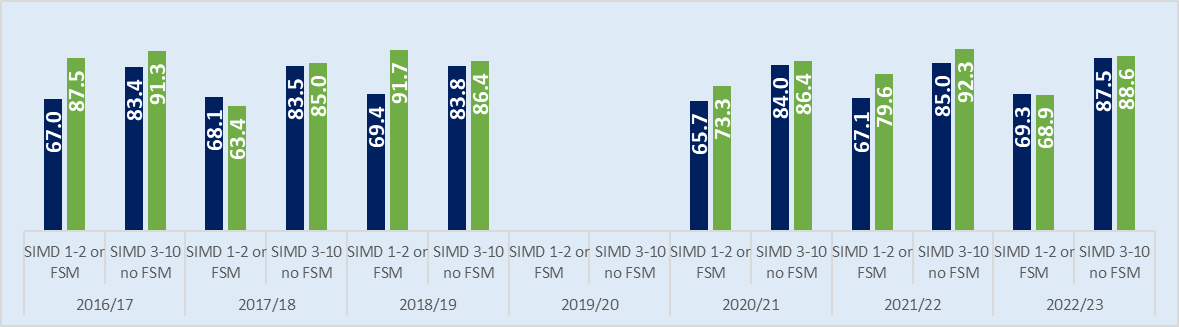 67.0 87.5 83.4 91.3 68.1 63.4 83.5 85.0 69.4 91.7 83.8 86.4 65.7 73.3 84.0 86.4 67.1 79.6 85.0 92.3 69.3 68.9 87.5 88.6
SIMD 1-2 or SIMD 3-10 SIMD 1-2 or SIMD 3-10 SIMD 1-2 or SIMD 3-10 SIMD 1-2 or SIMD 3-10 SIMD 1-2 or SIMD 3-10 SIMD 1-2 or SIMD 3-10 SIMD 1-2 or SIMD 3-10
FSM no FSM FSM no FSM FSM no FSM FSM no FSM FSM no FSM FSM no FSM FSM no FSM
2016/17 2017/18 2018/19 2019/20 2020/21 2021/22 2022/23